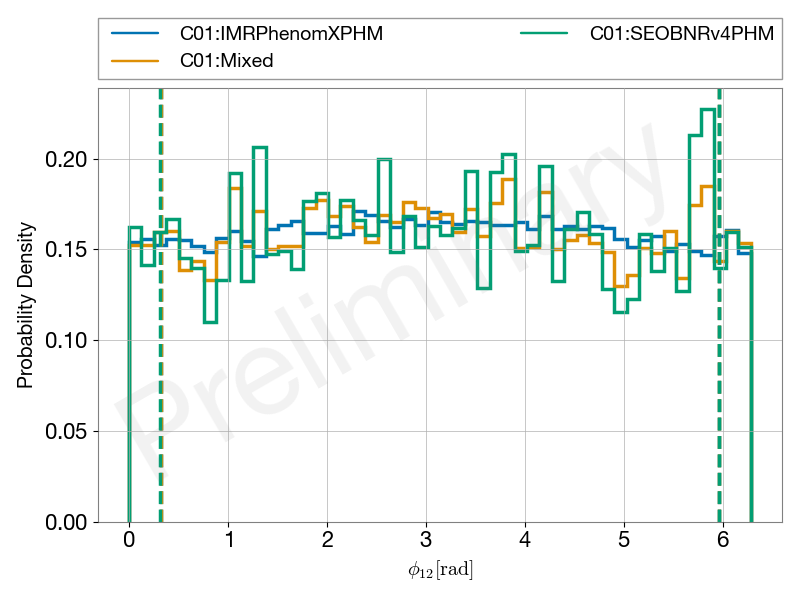 C01:IMRPhenomXPHM
C01:Mixed
C01:SEOBNRv4PHM
Preliminary
Probability Density
0.20
0.15
0.10
0.05
0.00
0 1 2 3 4 5 6
ϕ₁₂[rad]